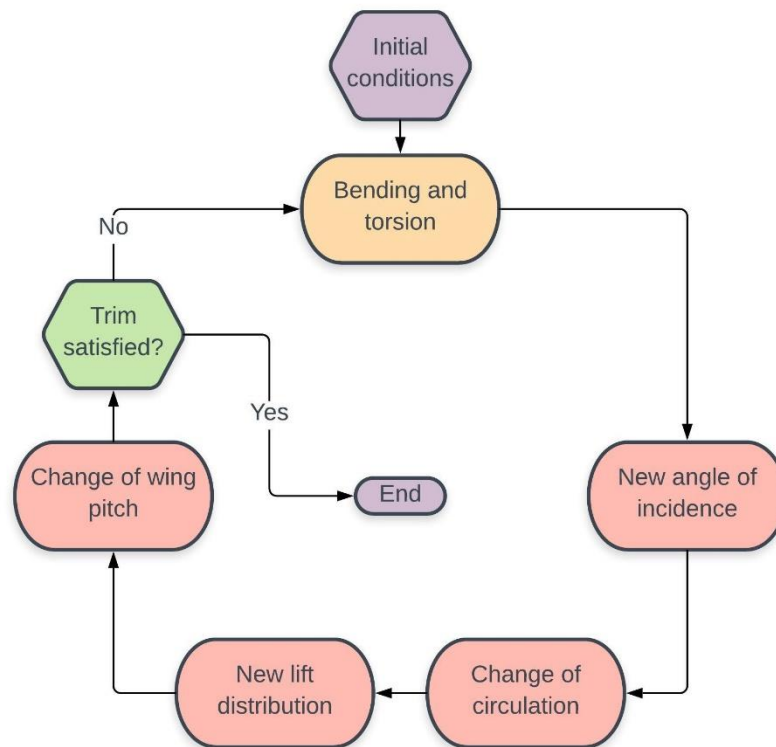 Initial
conditions
Bending and
torsion
No
Trim
satisfied?
Yes
Change of wing
pitch
End
New angle of
incidence
New lift
distribution
Change of
circulation